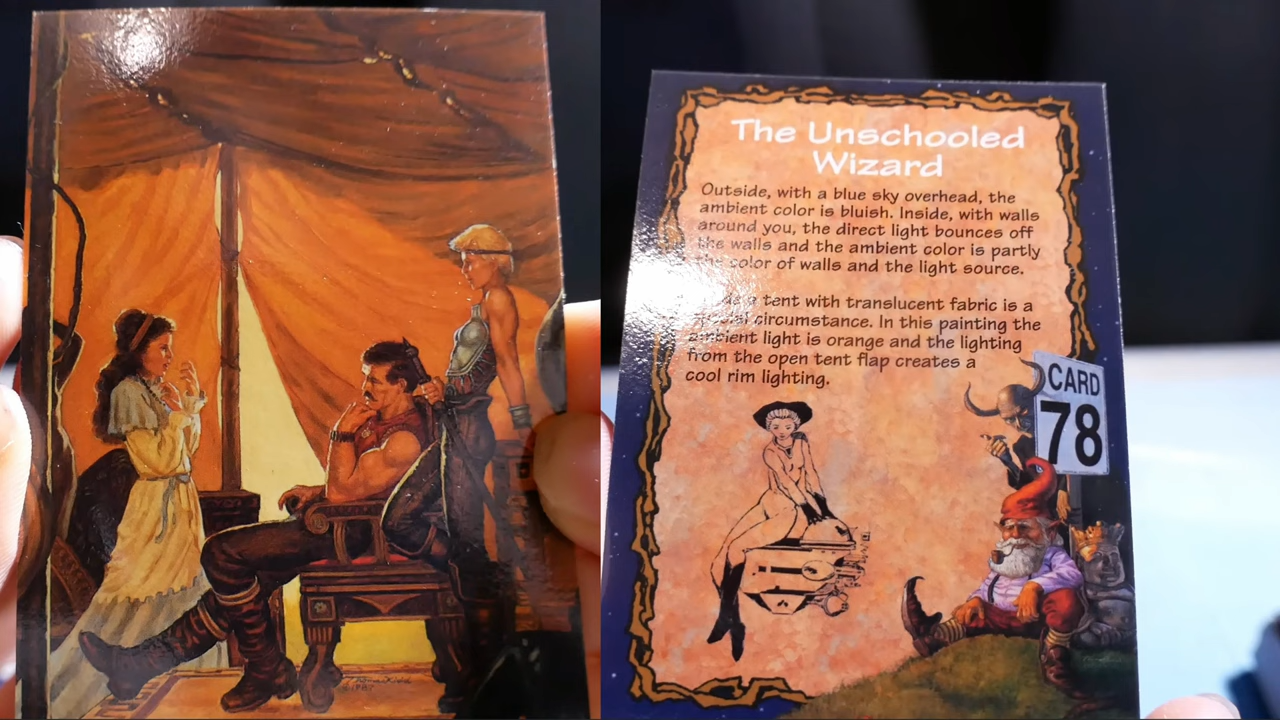 1987
The Unschooled
Wizard
Outside, with a blue sky overhead, the
ambient color is bluish. Inside, with walls
around you, the direct light bounces off
the walls and the ambient color is partly
color of walls and the light source.
a tent with translucent fabric is a
circumstance. In this painting the
ambient light is orange and the lighting
from the open tent flap creates a
cool rim lighting.
CARD
78